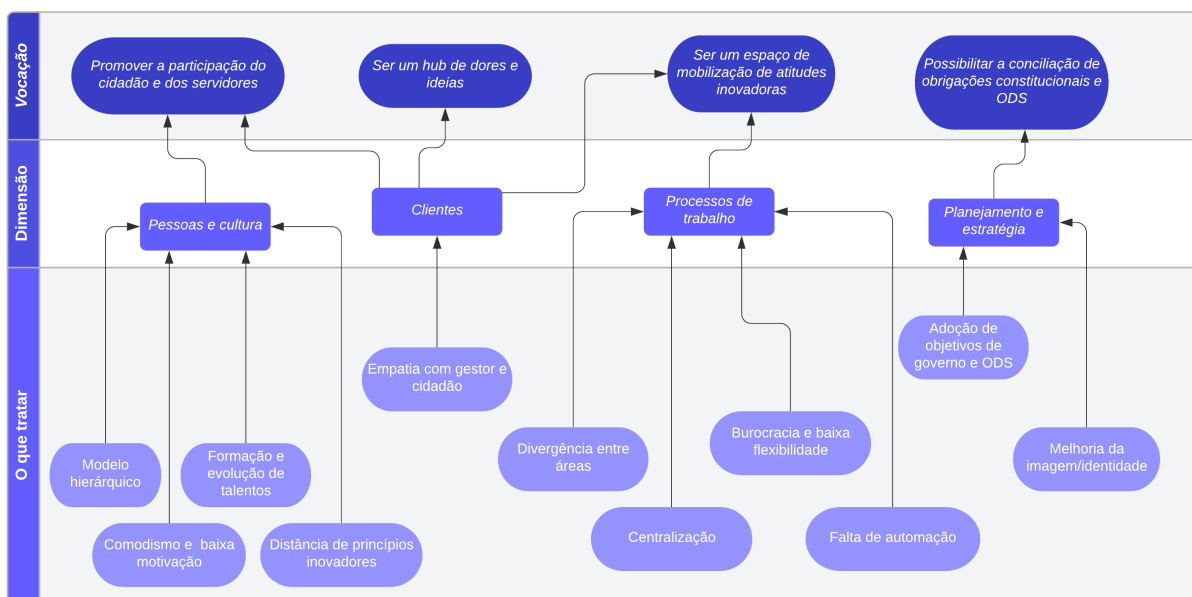 Vocação
Promover a participação do
cidadão e dos servidores
Ser um hub de dores e
ideias
Ser um espaço de
mobilização de atitudes
inovadoras
Possibilitar a conciliação de
obrigações constitucionais e
ODS
Dimensão
Pessoas e cultura
Clientes
Processos de
trabalho
Planejamento e
estratégia
O que tratar
Adoção de
objetivos de
governo e ODS
Empatia com gestor e
cidadão
Modelo
hierárquico
Formação e
evolução de
talentos
Divergência entre
áreas
Burocracia e baixa
flexibilidade
Melhoria da
imagem/identidade
Comodismo e  baixa
motivação
Distância de princípios
inovadores
Centralização
Falta de automação